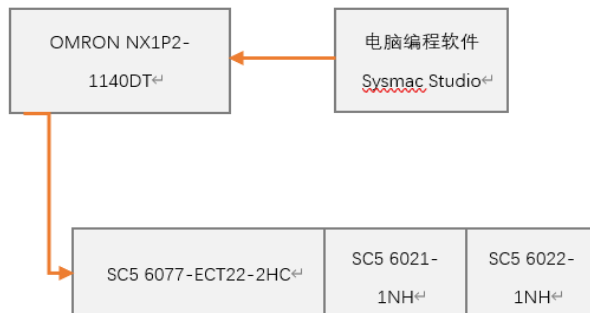 OMRON NX1P2-
1140DT↵
电脑编程软件
Sysmac Studio↵
SC5 6077-ECT22-2HC↵
SC5 6021-
1NH↵
SC5 6022-
1NH↵